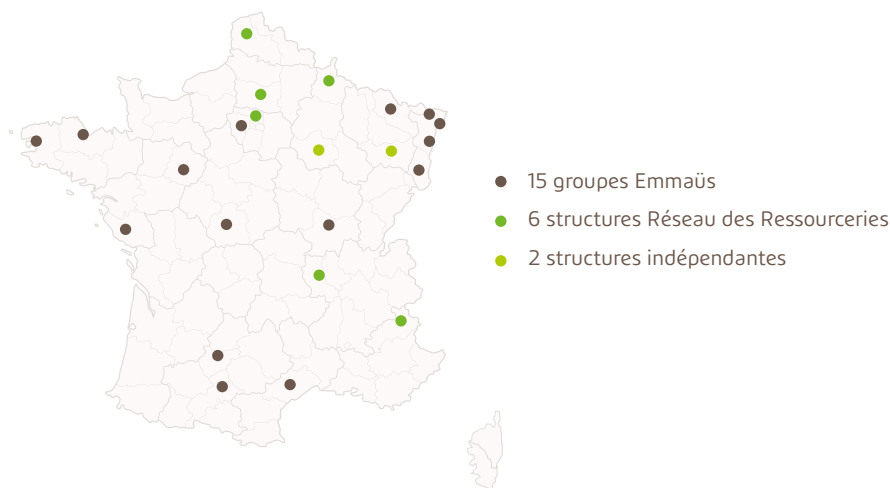 15 groupes Emmaüs
6 structures Réseau des Ressourceries
2 structures indépendantes